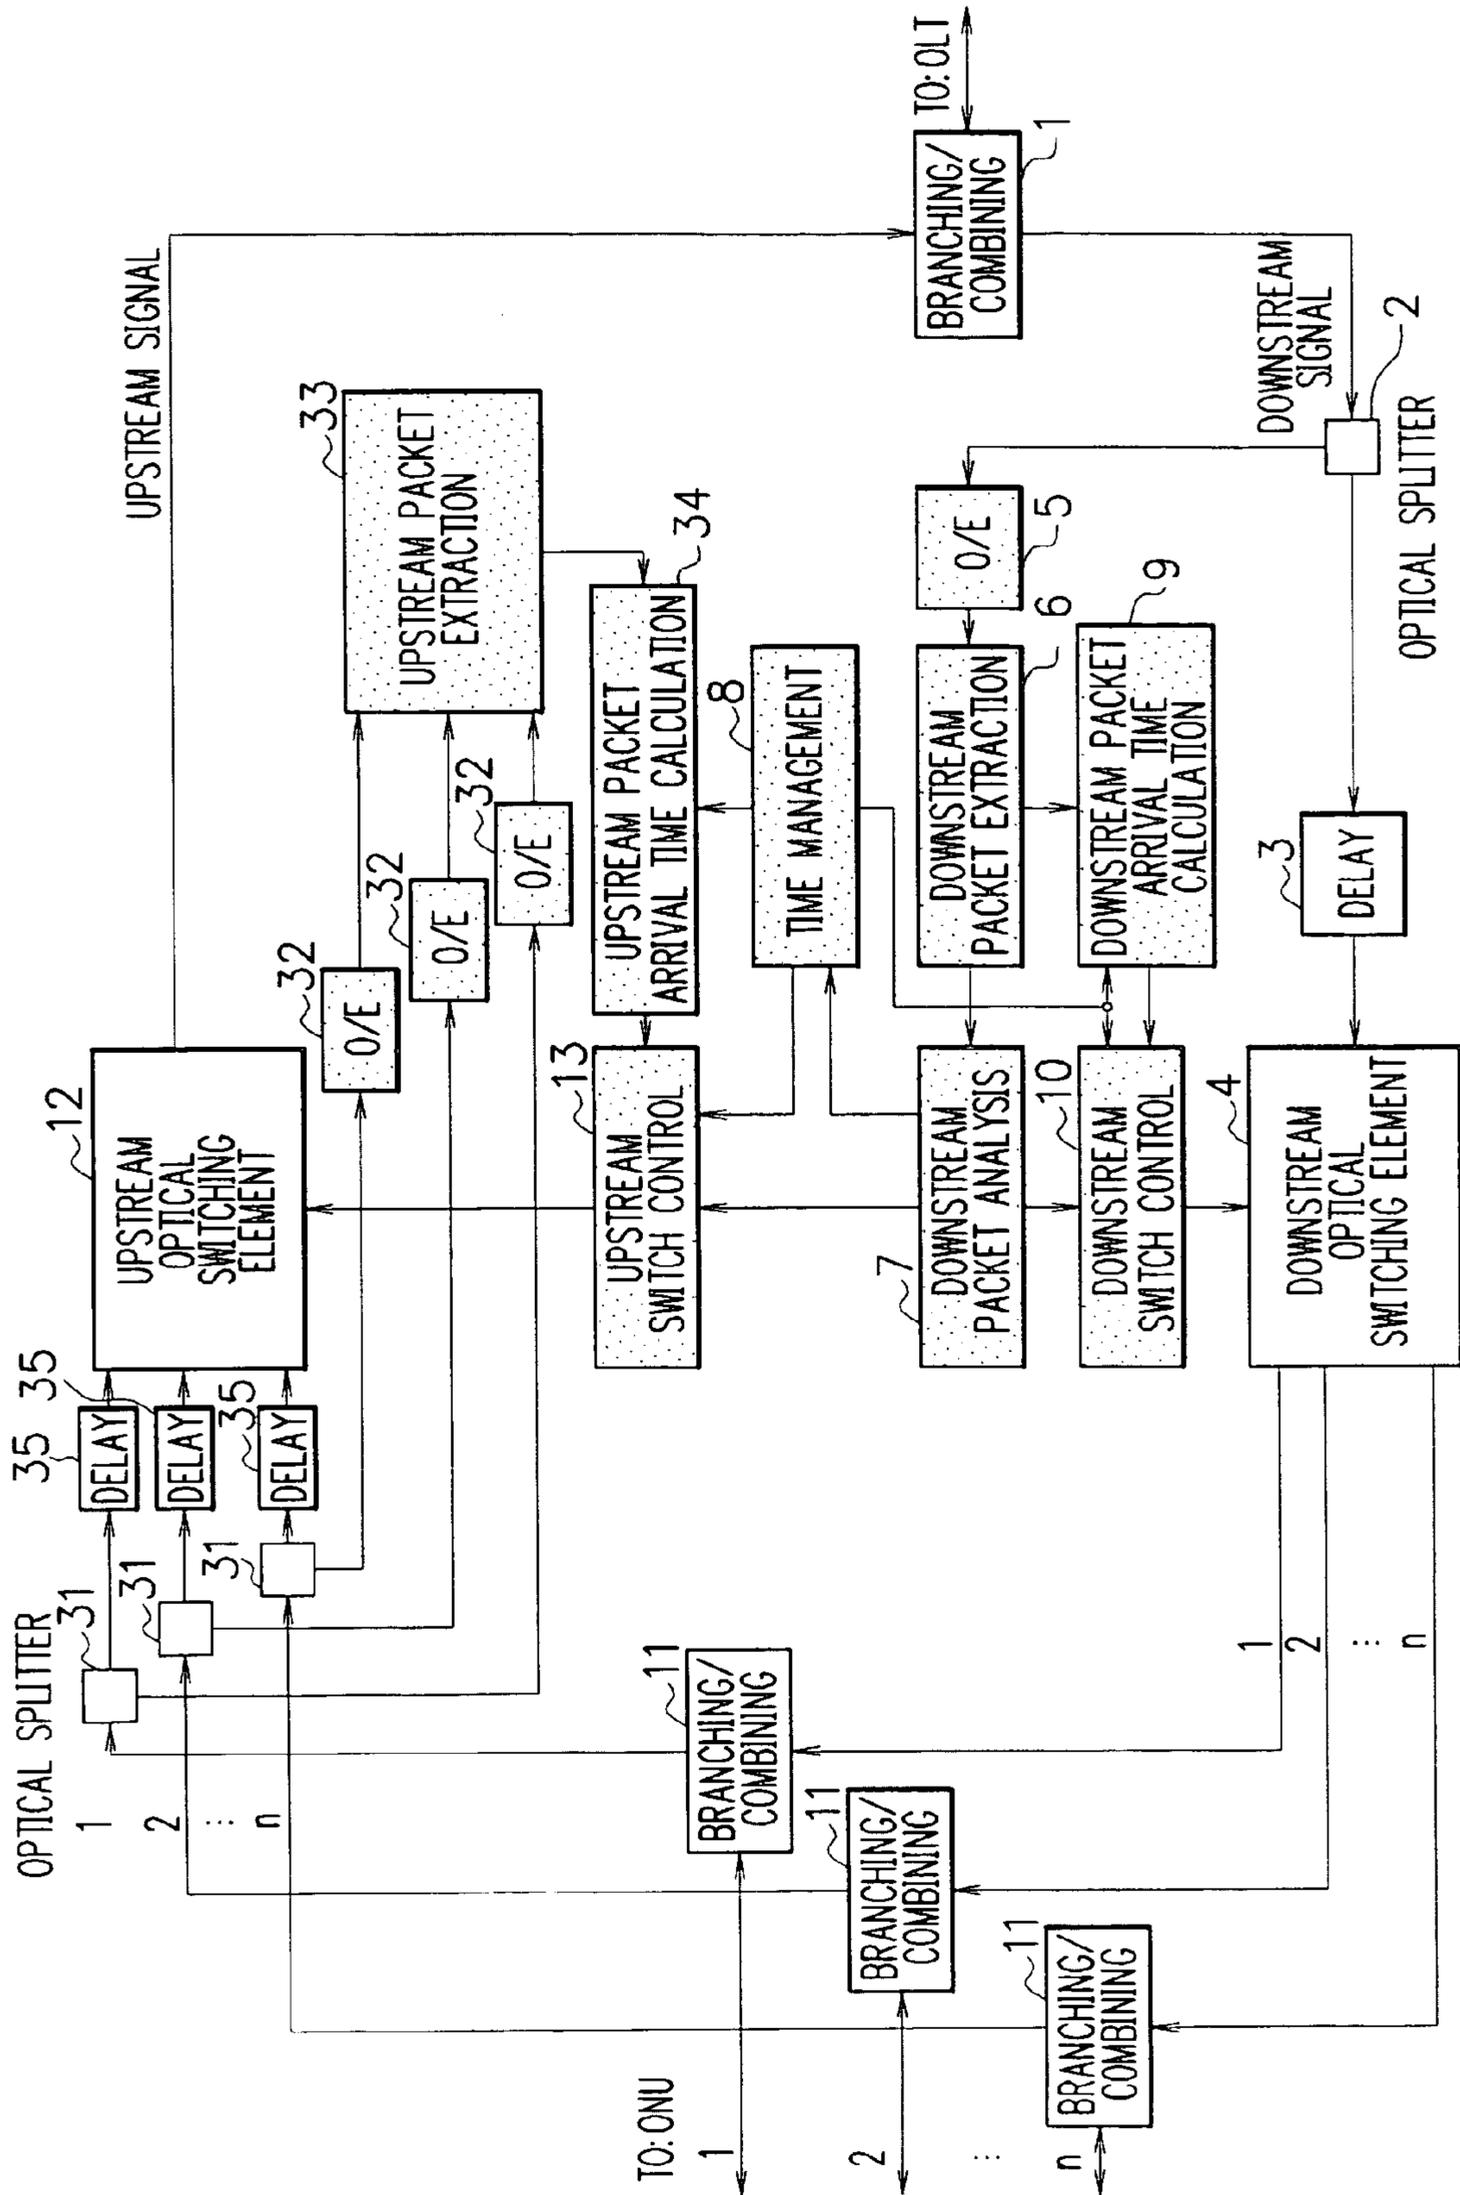 OPTICAL SPLITTER
1
2
⋮
n
31
31
31
35
35
35
DELAY
DELAY
DELAY
12
UPSTREAM
OPTICAL
SWITCHING
ELEMENT
UPSTREAM SIGNAL
32
O/E
32
O/E
32
O/E
33
UPSTREAM PACKET
EXTRACTION
13
UPSTREAM
SWITCH CONTROL
UPSTREAM PACKET
ARRIVAL TIME CALCULATION
34
8
TIME MANAGEMENT
TO: ONU
1
2
⋮
n
11
BRANCHING/
COMBINING
11
BRANCHING/
COMBINING
11
BRANCHING/
COMBINING
7
DOWNSTREAM
PACKET ANALYSIS
DOWNSTREAM
PACKET EXTRACTION
6
O/E
5
TO: OLT
BRANCHING/
COMBINING
1
10
DOWNSTREAM
SWITCH CONTROL
DOWNSTREAM PACKET
ARRIVAL TIME
CALCULATION
9
1
2
⋮
n
4
DOWNSTREAM
OPTICAL
SWITCHING ELEMENT
3
DELAY
DOWNSTREAM
SIGNAL
2
OPTICAL SPLITTER